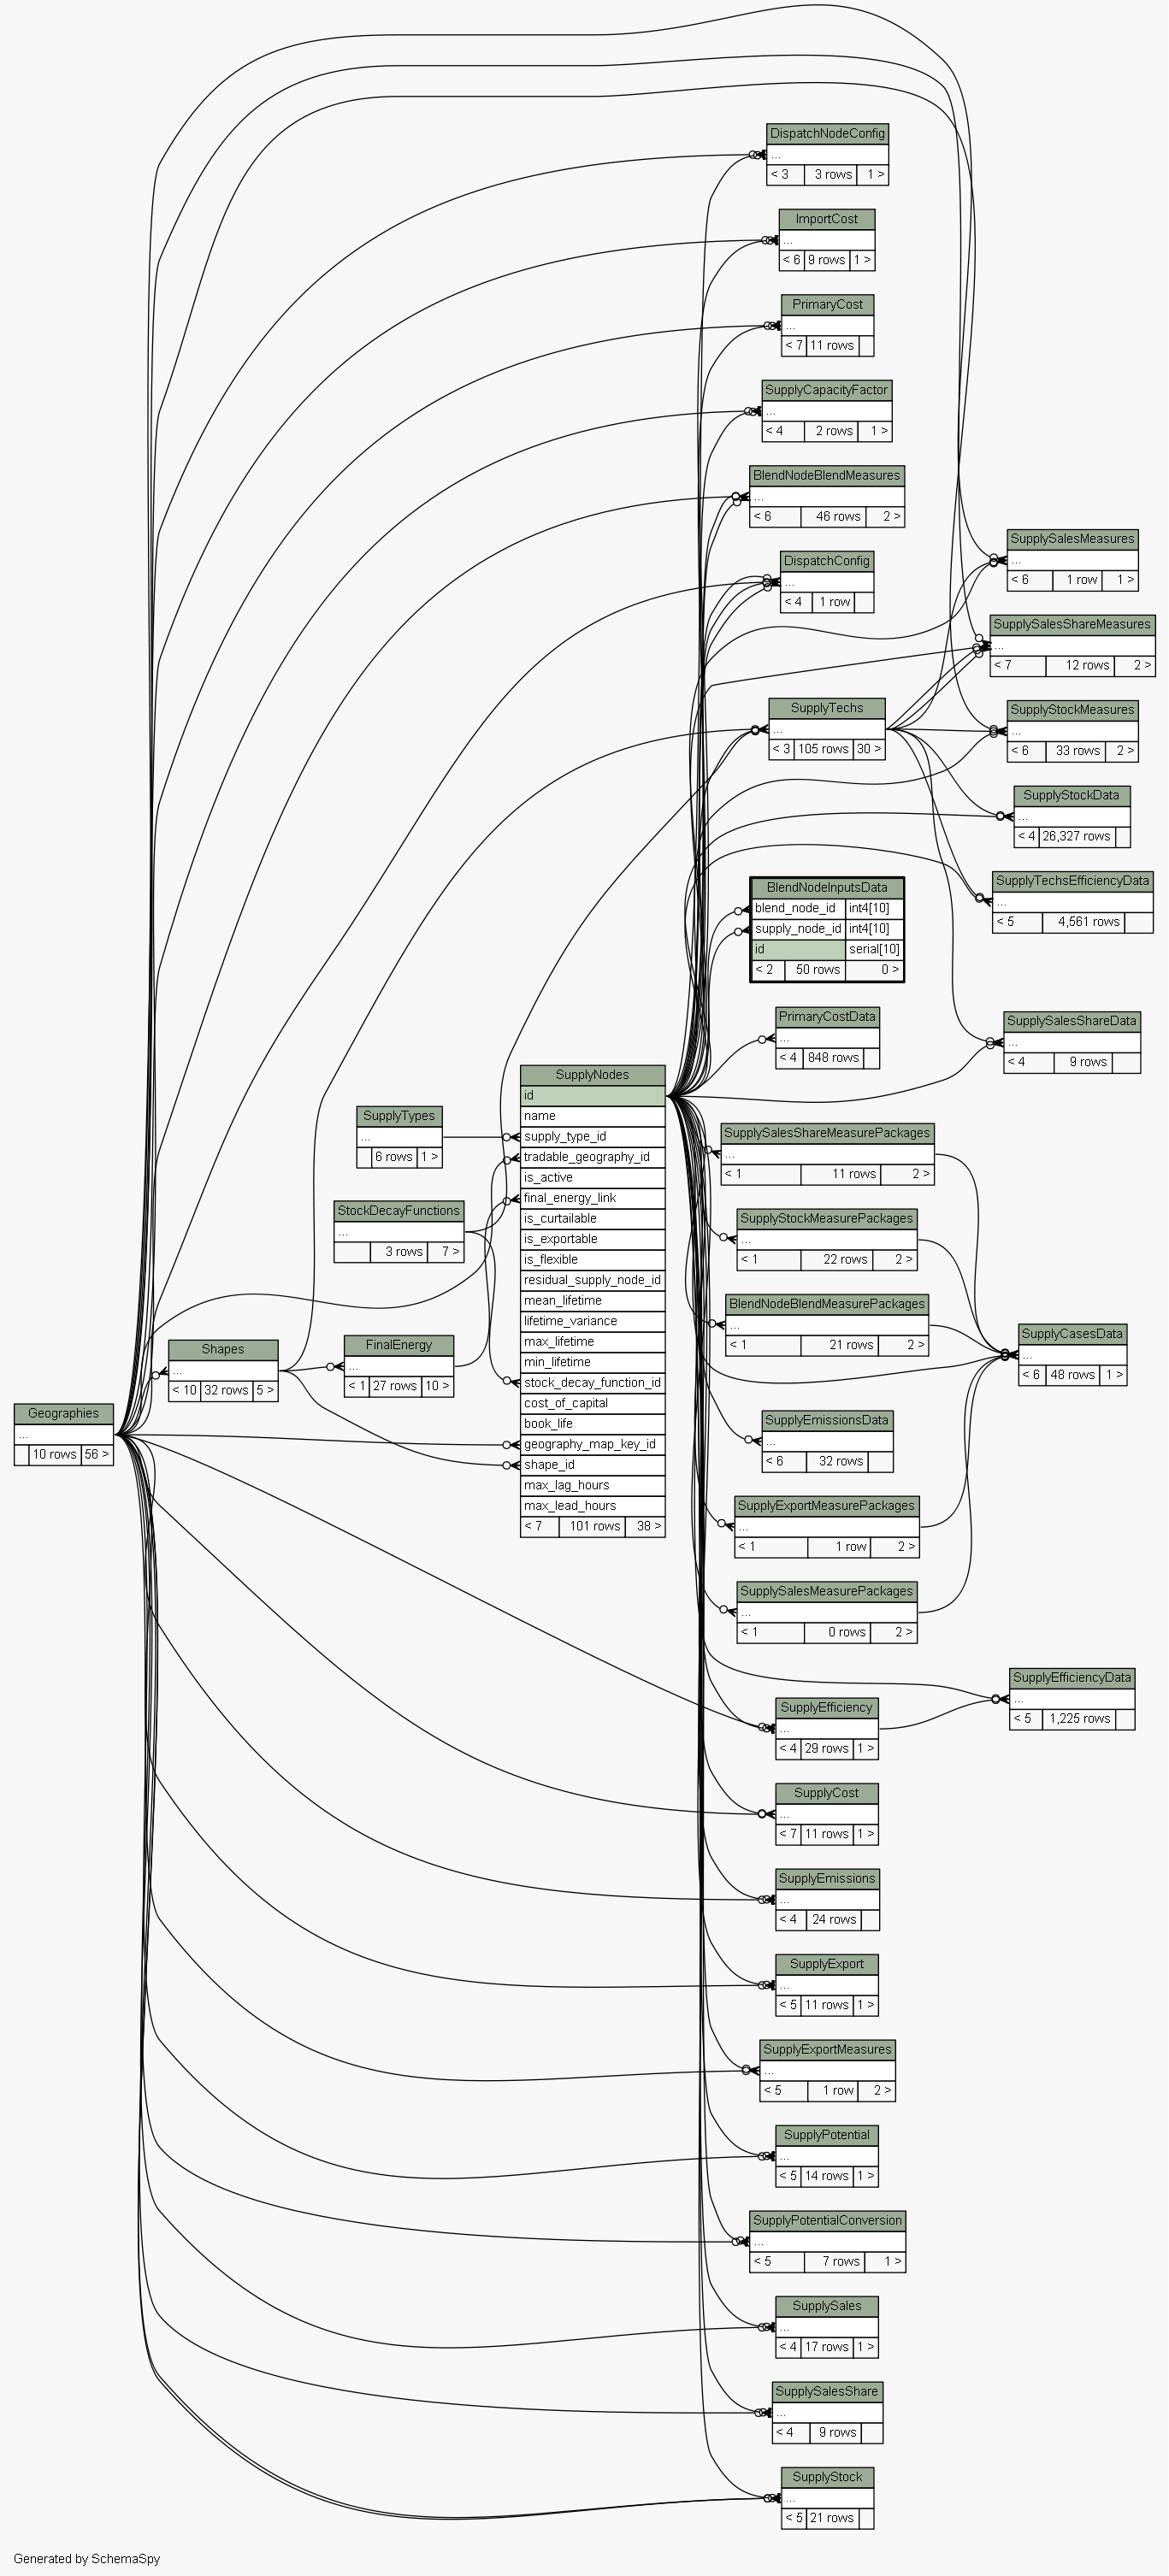 DispatchNodeConfig
...
< 3 3 rows 1 >
ImportCost
...
< 6 9 rows 1 >
PrimaryCost
...
< 7 11 rows
SupplyCapacityFactor
...
< 4 2 rows 1 >
BlendNodeBlendMeasures
...
< 6 46 rows 2 >
DispatchConfig
...
< 4 1 row
SupplySalesMeasures
...
< 6 1 row 1 >
SupplySalesShareMeasures
...
< 7 12 rows 2 >
SupplyTechs
...
< 3 105 rows 30 >
SupplyStockMeasures
...
< 6 33 rows 2 >
SupplyStockData
...
< 4 26,327 rows
SupplyTechsEfficiencyData
...
< 5 4,561 rows
BlendNodeInputsData
blend_node_id int4[10]
supply_node_id int4[10]
id serial[10]
< 2 50 rows 0 >
PrimaryCostData
...
< 4 848 rows
SupplySalesShareData
...
< 4 9 rows
SupplyNodes
id
name
supply_type_id
tradable_geography_id
is_active
final_energy_link
is_curtailable
is_exportable
is_flexible
residual_supply_node_id
mean_lifetime
lifetime_variance
max_lifetime
min_lifetime
stock_decay_function_id
cost_of_capital
book_life
geography_map_key_id
shape_id
max_lag_hours
max_lead_hours
< 7 101 rows 38 >
SupplyTypes
...
6 rows 1 >
StockDecayFunctions
...
3 rows 7 >
Shapes
...
< 10 32 rows 5 >
FinalEnergy
...
< 1 27 rows 10 >
Geographies
...
10 rows 56 >
SupplySalesShareMeasurePackages
...
< 1 11 rows 2 >
SupplyStockMeasurePackages
...
< 1 22 rows 2 >
BlendNodeBlendMeasurePackages
...
< 1 21 rows 2 >
SupplyCasesData
...
< 6 48 rows 1 >
SupplyEmissionsData
...
< 6 32 rows
SupplyExportMeasurePackages
...
< 1 1 row 2 >
SupplySalesMeasurePackages
...
< 1 0 rows 2 >
SupplyEfficiencyData
...
< 5 1,225 rows
SupplyEfficiency
...
< 4 29 rows 1 >
SupplyCost
...
< 7 11 rows 1 >
SupplyEmissions
...
< 4 24 rows
SupplyExport
...
< 5 11 rows 1 >
SupplyExportMeasures
...
< 5 1 row 2 >
SupplyPotential
...
< 5 14 rows 1 >
SupplyPotentialConversion
...
< 5 7 rows 1 >
SupplySales
...
< 4 17 rows 1 >
SupplySalesShare
...
< 4 9 rows
SupplyStock
...
< 5 21 rows
Generated by SchemaSpy